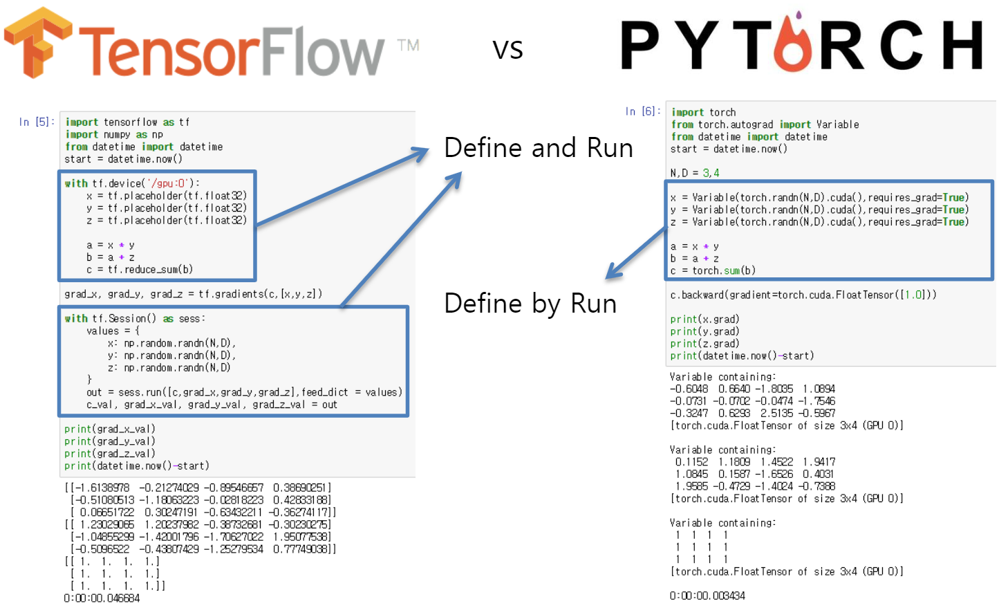 TensorFlow ™
vs
PYTORCH
In [5]:
import tensorflow as tf
import numpy as np
from datetime import datetime
start = datetime.now()
with tf.device('/gpu:0'):
    x = tf.placeholder(tf.float32)
    y = tf.placeholder(tf.float32)
    z = tf.placeholder(tf.float32)
    a = x * y
    b = a + z
    c = tf.reduce_sum(b)
grad_x, grad_y, grad_z = tf.gradients(c,[x,y,z])
with tf.Session() as sess:
    values = {
        x: np.random.randn(N,D),
        y: np.random.randn(N,D),
        z: np.random.randn(N,D)
    }
    out = sess.run([c,grad_x,grad_y,grad_z],feed_dict = values)
    c_val, grad_x_val, grad_y_val, grad_z_val = out
print(grad_x_val)
print(grad_y_val)
print(grad_z_val)
print(datetime.now()-start)
[[-1.6138978 -0.21274029 -0.89546657 0.38690251]
[-0.51080513 -1.18063223 -0.02818223 0.42833188]
[ 0.06651722 0.30247191 -0.63432211 -0.36274117]]
[[ 1.23029065 1.20237982 -0.38732681 -0.30230275]
[-1.04855299 -1.42001796 -1.70627022 1.95077538]
[-0.5096522 -0.43807429 -1.25279534 0.77749038]]
[[ 1. 1. 1. 1.]
[ 1. 1. 1. 1.]
[ 1. 1. 1. 1.]]
0:00:00.046684
Define and Run
Define by Run
In [6]:
import torch
from torch.autograd import Variable
from datetime import datetime
start = datetime.now()
N,D = 3,4
x = Variable(torch.randn(N,D).cuda(),requires_grad=True)
y = Variable(torch.randn(N,D).cuda(),requires_grad=True)
z = Variable(torch.randn(N,D).cuda(),requires_grad=True)
a = x * y
b = a + z
c = torch.sum(b)
c.backward(gradient=torch.cuda.FloatTensor([1.0]))
print(x.grad)
print(y.grad)
print(z.grad)
print(datetime.now()-start)
Variable containing:
-0.6048 0.6640 -1.8035 1.0894
-0.0731 -0.0702 -0.0474 -1.7546
-0.3247 0.6293 2.5135 -0.5967
[torch.cuda.FloatTensor of size 3x4 (GPU 0)]
Variable containing:
0.1152 1.1809 1.4522 1.9417
1.0845 0.1587 -1.6526 0.4031
1.9585 -0.4729 -1.4024 -0.7388
[torch.cuda.FloatTensor of size 3x4 (GPU 0)]
Variable containing:
1 1 1 1
1 1 1 1
1 1 1 1
[torch.cuda.FloatTensor of size 3x4 (GPU 0)]
0:00:00.003434